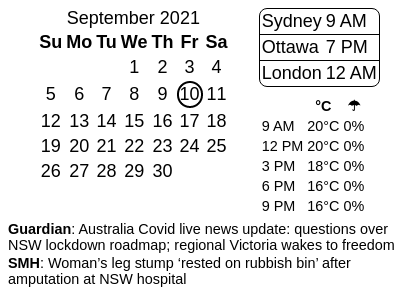 September 2021
Su Mo Tu We Th Fr Sa
1 2 3 4
5 6 7 8 9 10 11
12 13 14 15 16 17 18
19 20 21 22 23 24 25
26 27 28 29 30
Sydney 9 AM
Ottawa 7 PM
London 12 AM
°C ☂
9 AM 20°C 0%
12 PM 20°C 0%
3 PM 18°C 0%
6 PM 16°C 0%
9 PM 16°C 0%
Guardian: Australia Covid live news update: questions over
NSW lockdown roadmap; regional Victoria wakes to freedom
SMH: Woman’s leg stump ‘rested on rubbish bin’ after
amputation at NSW hospital